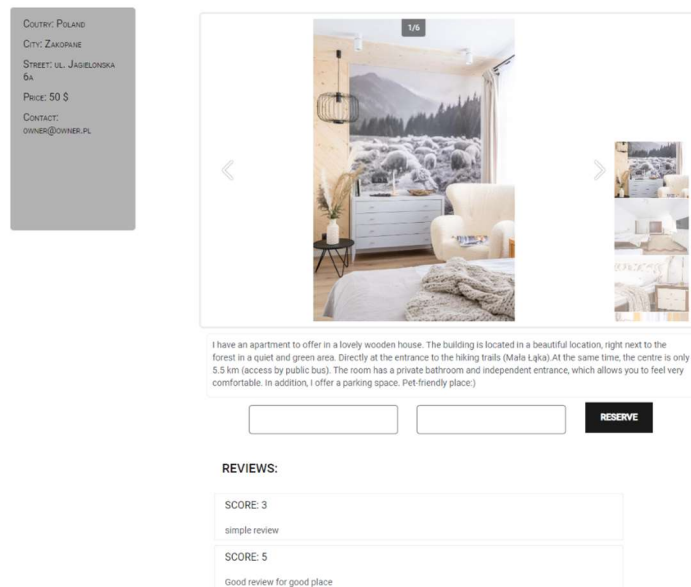 Coutry: Poland
City: Zakopane
Street: ul. Jagielonska
6a
Price: 50 $
Contact:
owner@owner.pl
1/6
I have an apartment to offer in a lovely wooden house. The building is located in a beautiful location, right next to the
forest in a quiet and green area. Directly at the entrance to the hiking trails (Mała Łąka).At the same time, the centre is only
5.5 km (access by public bus). The room has a private bathroom and independent entrance, which allows you to feel very
comfortable. In addition, I offer a parking space. Pet-friendly place:)
RESERVE
REVIEWS:
SCORE: 3
simple review
SCORE: 5
Good review for good place